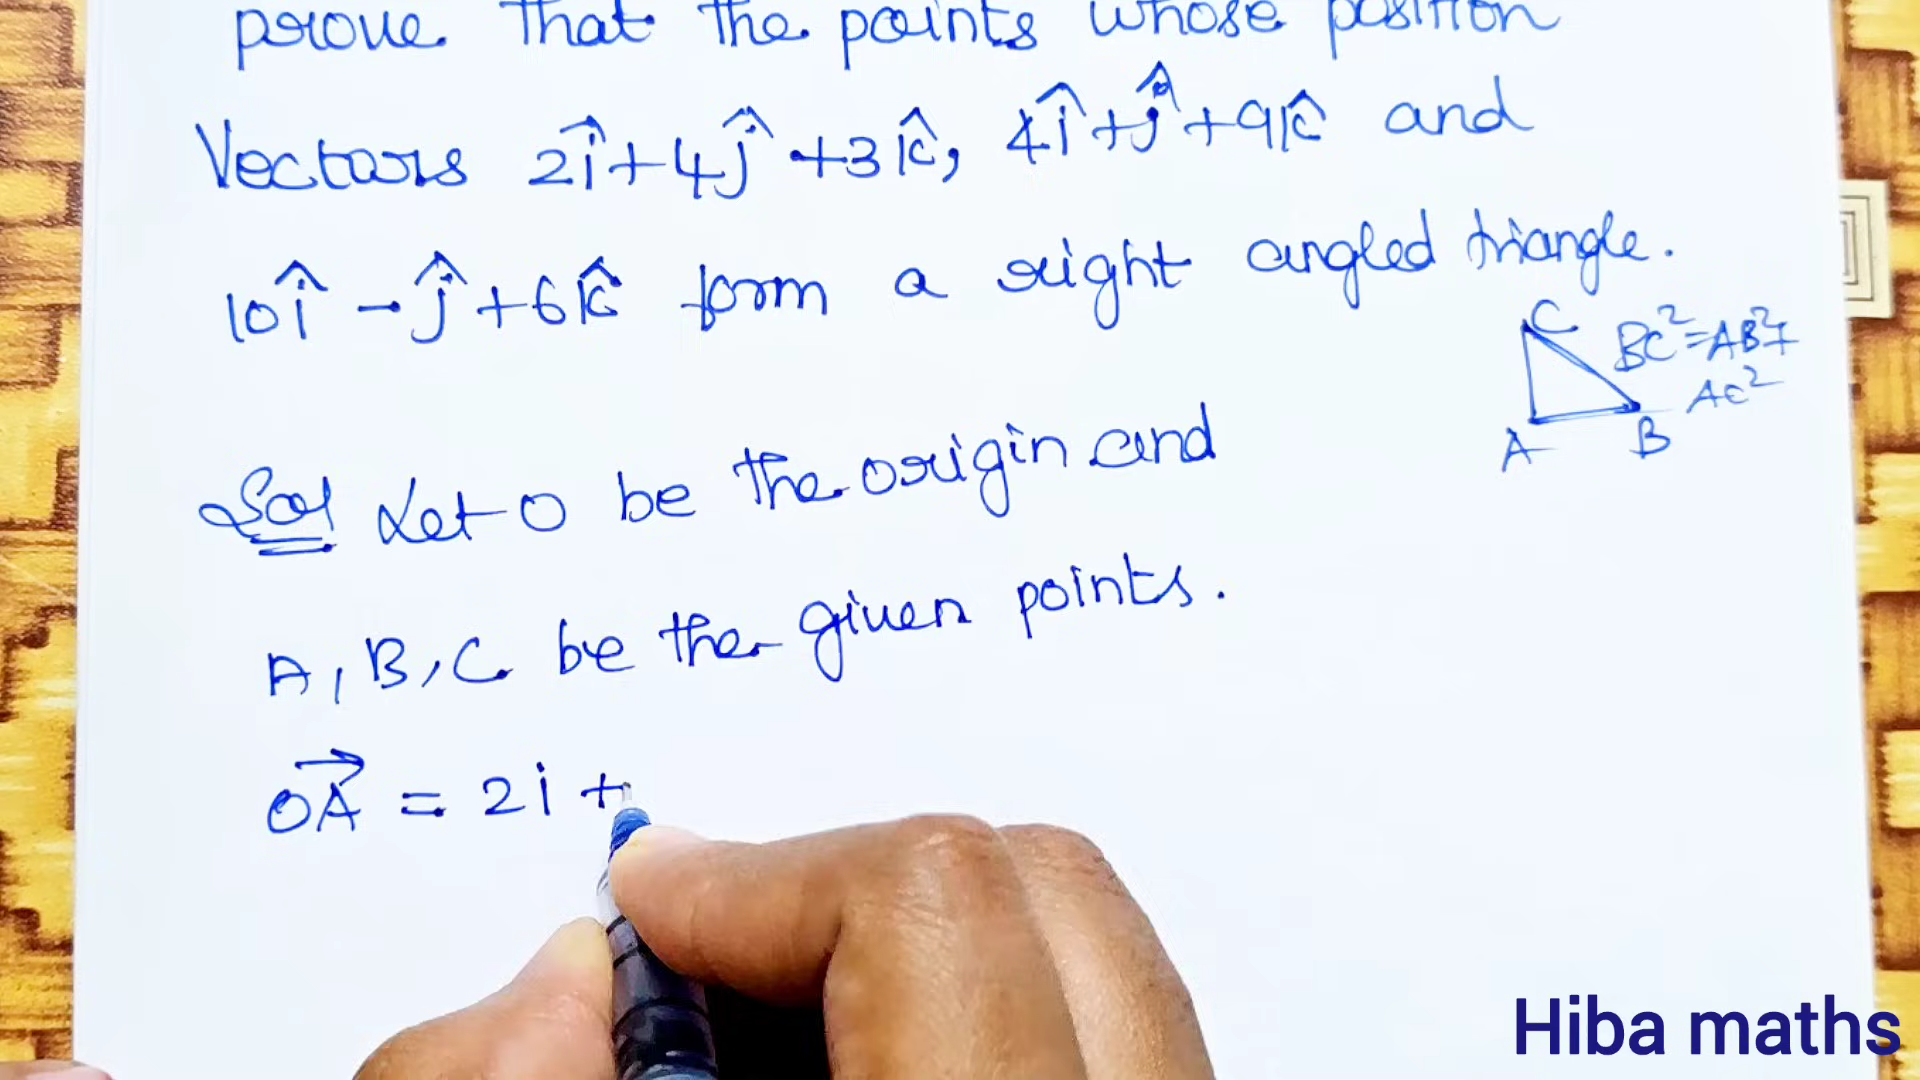 prove that the points whose position
Vectors 2i⃗+4ĵ+3k̂, 4î+ĵ+9k̂ and
10î-ĵ+6k̂ form a right angled triangle.
C BC²=AB²+
AC²
A B
Sol Let O be the origin and
A, B, C be the given points.
OA⃗ = 2i +
Hiba maths